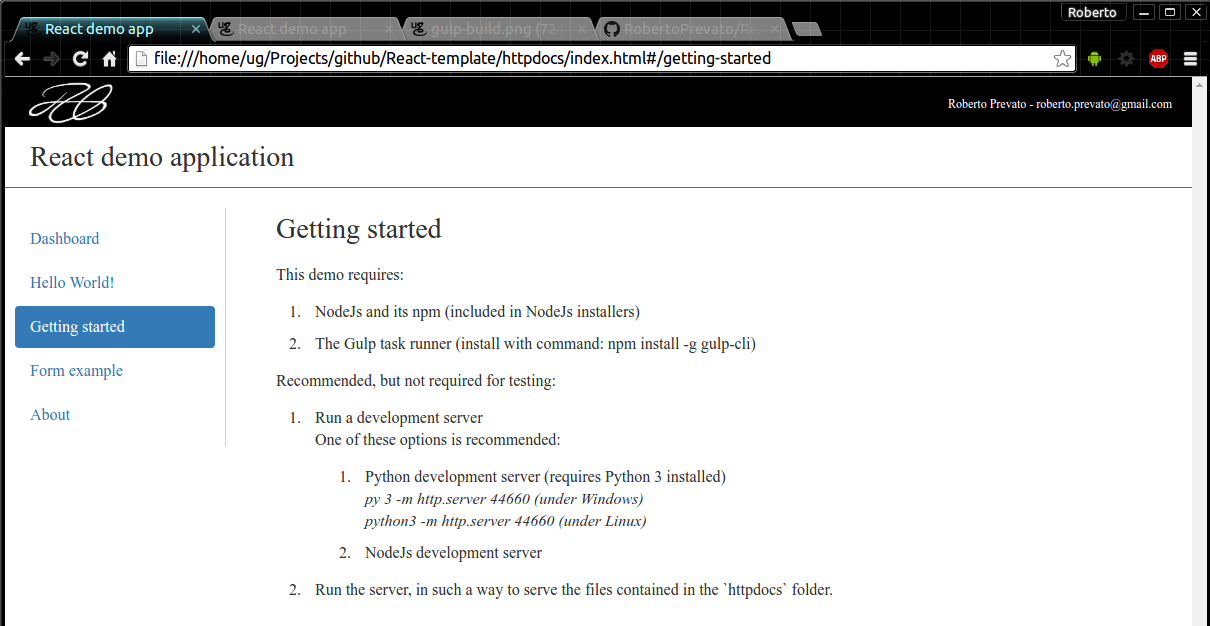 Roberto
React demo app
React demo app
gulp-build.png (72
RobertoPrevato/R
file:///home/ug/Projects/github/React-template/httpdocs/index.html#/getting-started
ABP
Roberto Prevato - roberto.prevato@gmail.com
React demo application
Dashboard
Hello World!
Getting started
Form example
About
Getting started
This demo requires:
1. NodeJs and its npm (included in NodeJs installers)
2. The Gulp task runner (install with command: npm install -g gulp-cli)
Recommended, but not required for testing:
1. Run a development server
One of these options is recommended:
1. Python development server (requires Python 3 installed)
py 3 -m http.server 44660 (under Windows)
python3 -m http.server 44660 (under Linux)
2. NodeJs development server
2. Run the server, in such a way to serve the files contained in the `httpdocs` folder.